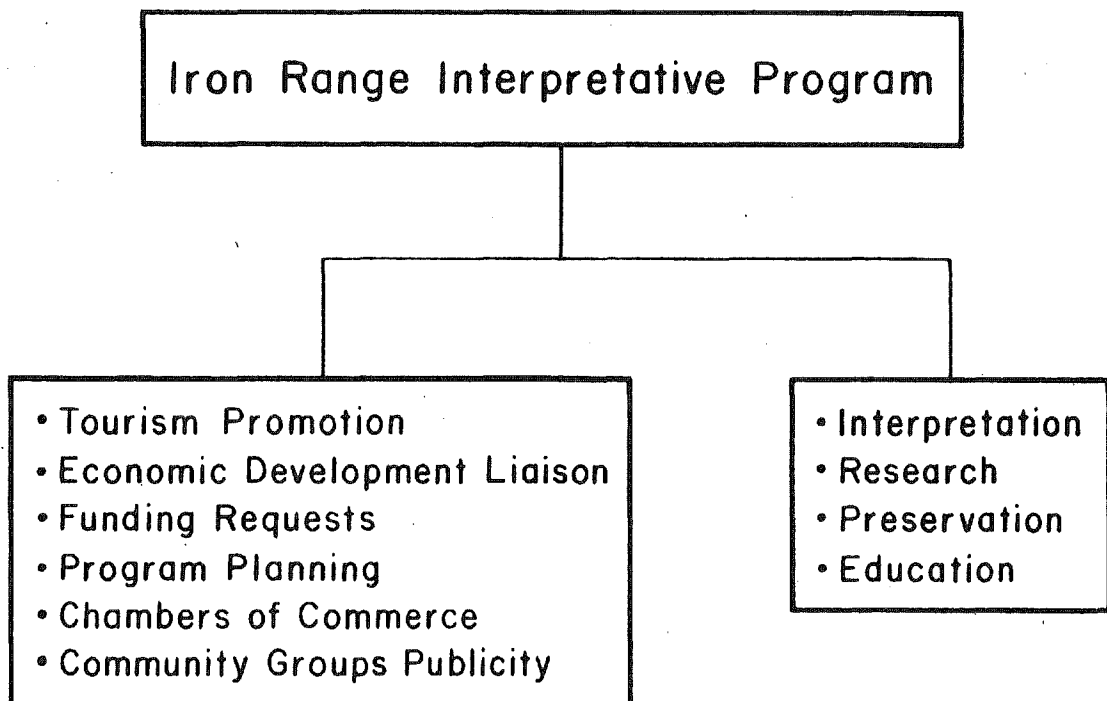 Iron Range Interpretative Program
• Tourism Promotion
• Economic Development Liaison
• Funding Requests
• Program Planning
• Chambers of Commerce
• Community Groups Publicity
• Interpretation
• Research
• Preservation
• Education